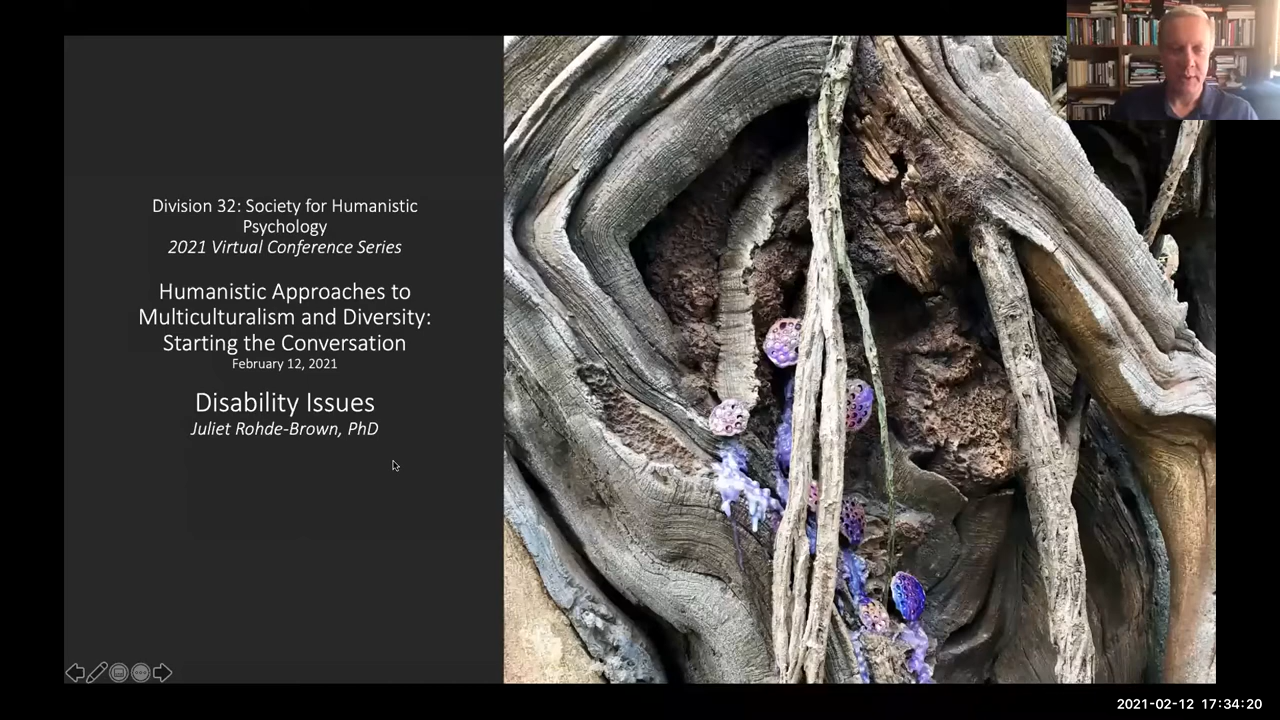 Division 32: Society for Humanistic
Psychology
2021 Virtual Conference Series
Humanistic Approaches to
Multiculturalism and Diversity:
Starting the Conversation
February 12, 2021
Disability Issues
Juliet Rohde-Brown, PhD
2021-02-12 17:34:20